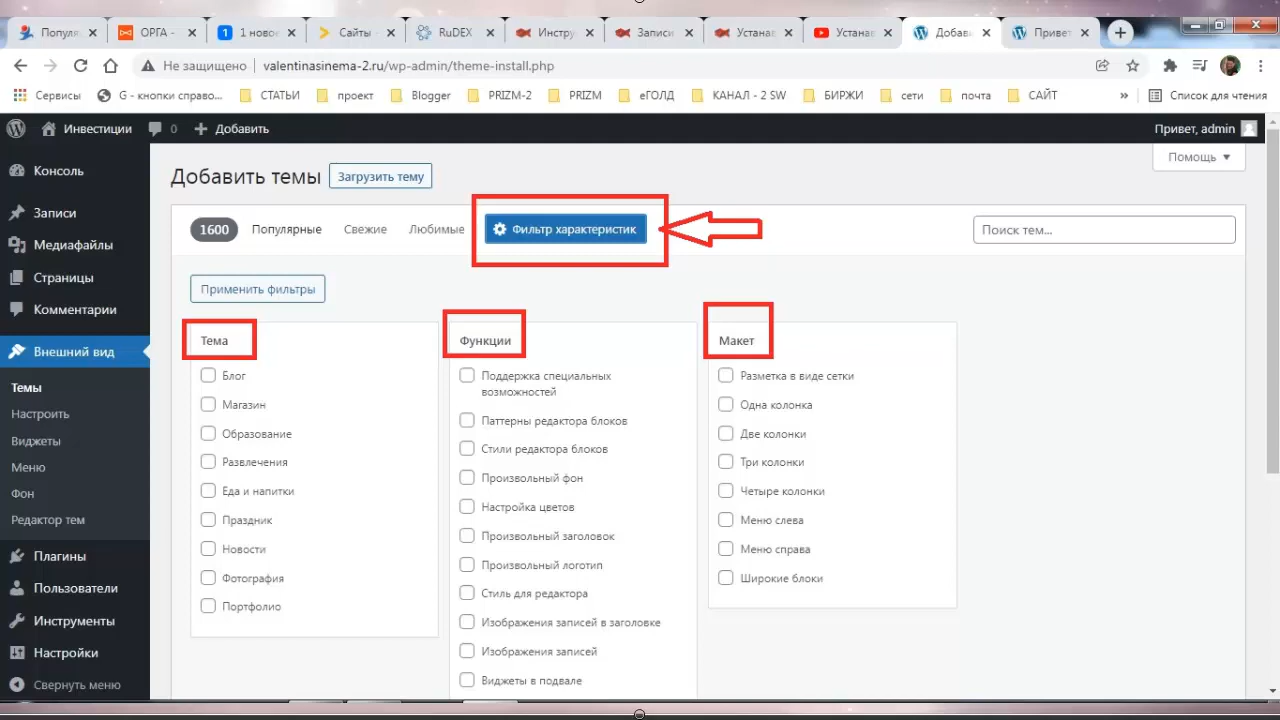 Популя
ОРГА -
1 новое
Сайты -
RuDEX
Инстру
Записи
Устана
Устана
Добави
Привет
Не защищено
valentinasinema-2.ru/wp-admin/theme-install.php
Сервисы
G - кнопки справо...
СТАТЬИ
проект
Blogger
PRIZM-2
PRIZM
еГОЛД
КАНАЛ - 2 SW
БИРЖИ
сети
почта
САЙТ
»
Список для чтения
Инвестиции
0
Добавить
Привет, admin
Помощь
Консоль
Записи
Медиафайлы
Страницы
Комментарии
Внешний вид
Темы
Настроить
Виджеты
Меню
Фон
Редактор тем
Плагины
Пользователи
Инструменты
Настройки
Свернуть меню
Добавить темы
Загрузить тему
1600
Популярные
Свежие
Любимые
Фильтр характеристик
Поиск тем...
Применить фильтры
Тема
Блог
Магазин
Образование
Развлечения
Еда и напитки
Праздник
Новости
Фотография
Портфолио
Функции
Поддержка специальных
возможностей
Паттерны редактора блоков
Стили редактора блоков
Произвольный фон
Настройка цветов
Произвольный заголовок
Произвольный логотип
Стиль для редактора
Изображения записей в заголовке
Изображения записей
Виджеты в подвале
Макет
Разметка в виде сетки
Одна колонка
Две колонки
Три колонки
Четыре колонки
Меню слева
Меню справа
Широкие блоки